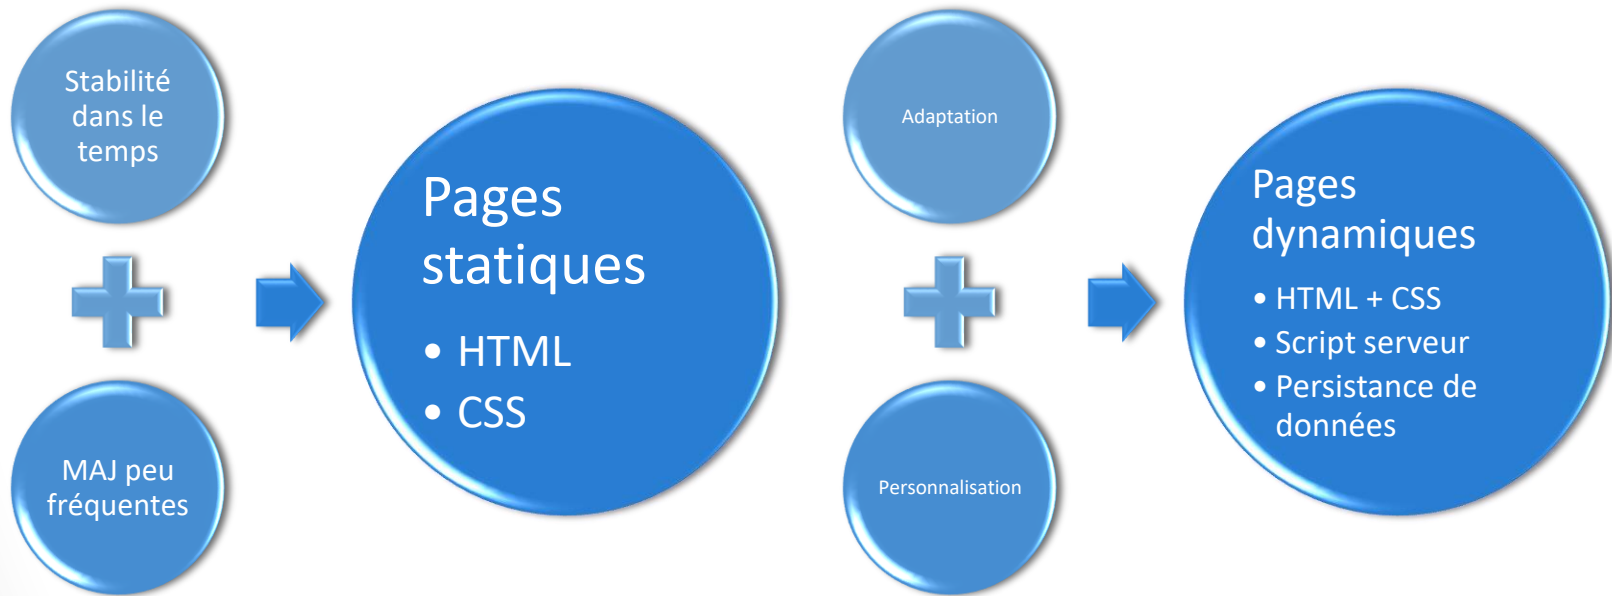 Stabilité
dans le
temps
MAJ peu
fréquentes
Pages
statiques
• HTML
• CSS
Adaptation
Personnalisation
Pages
dynamiques
• HTML + CSS
• Script serveur
• Persistance de
données